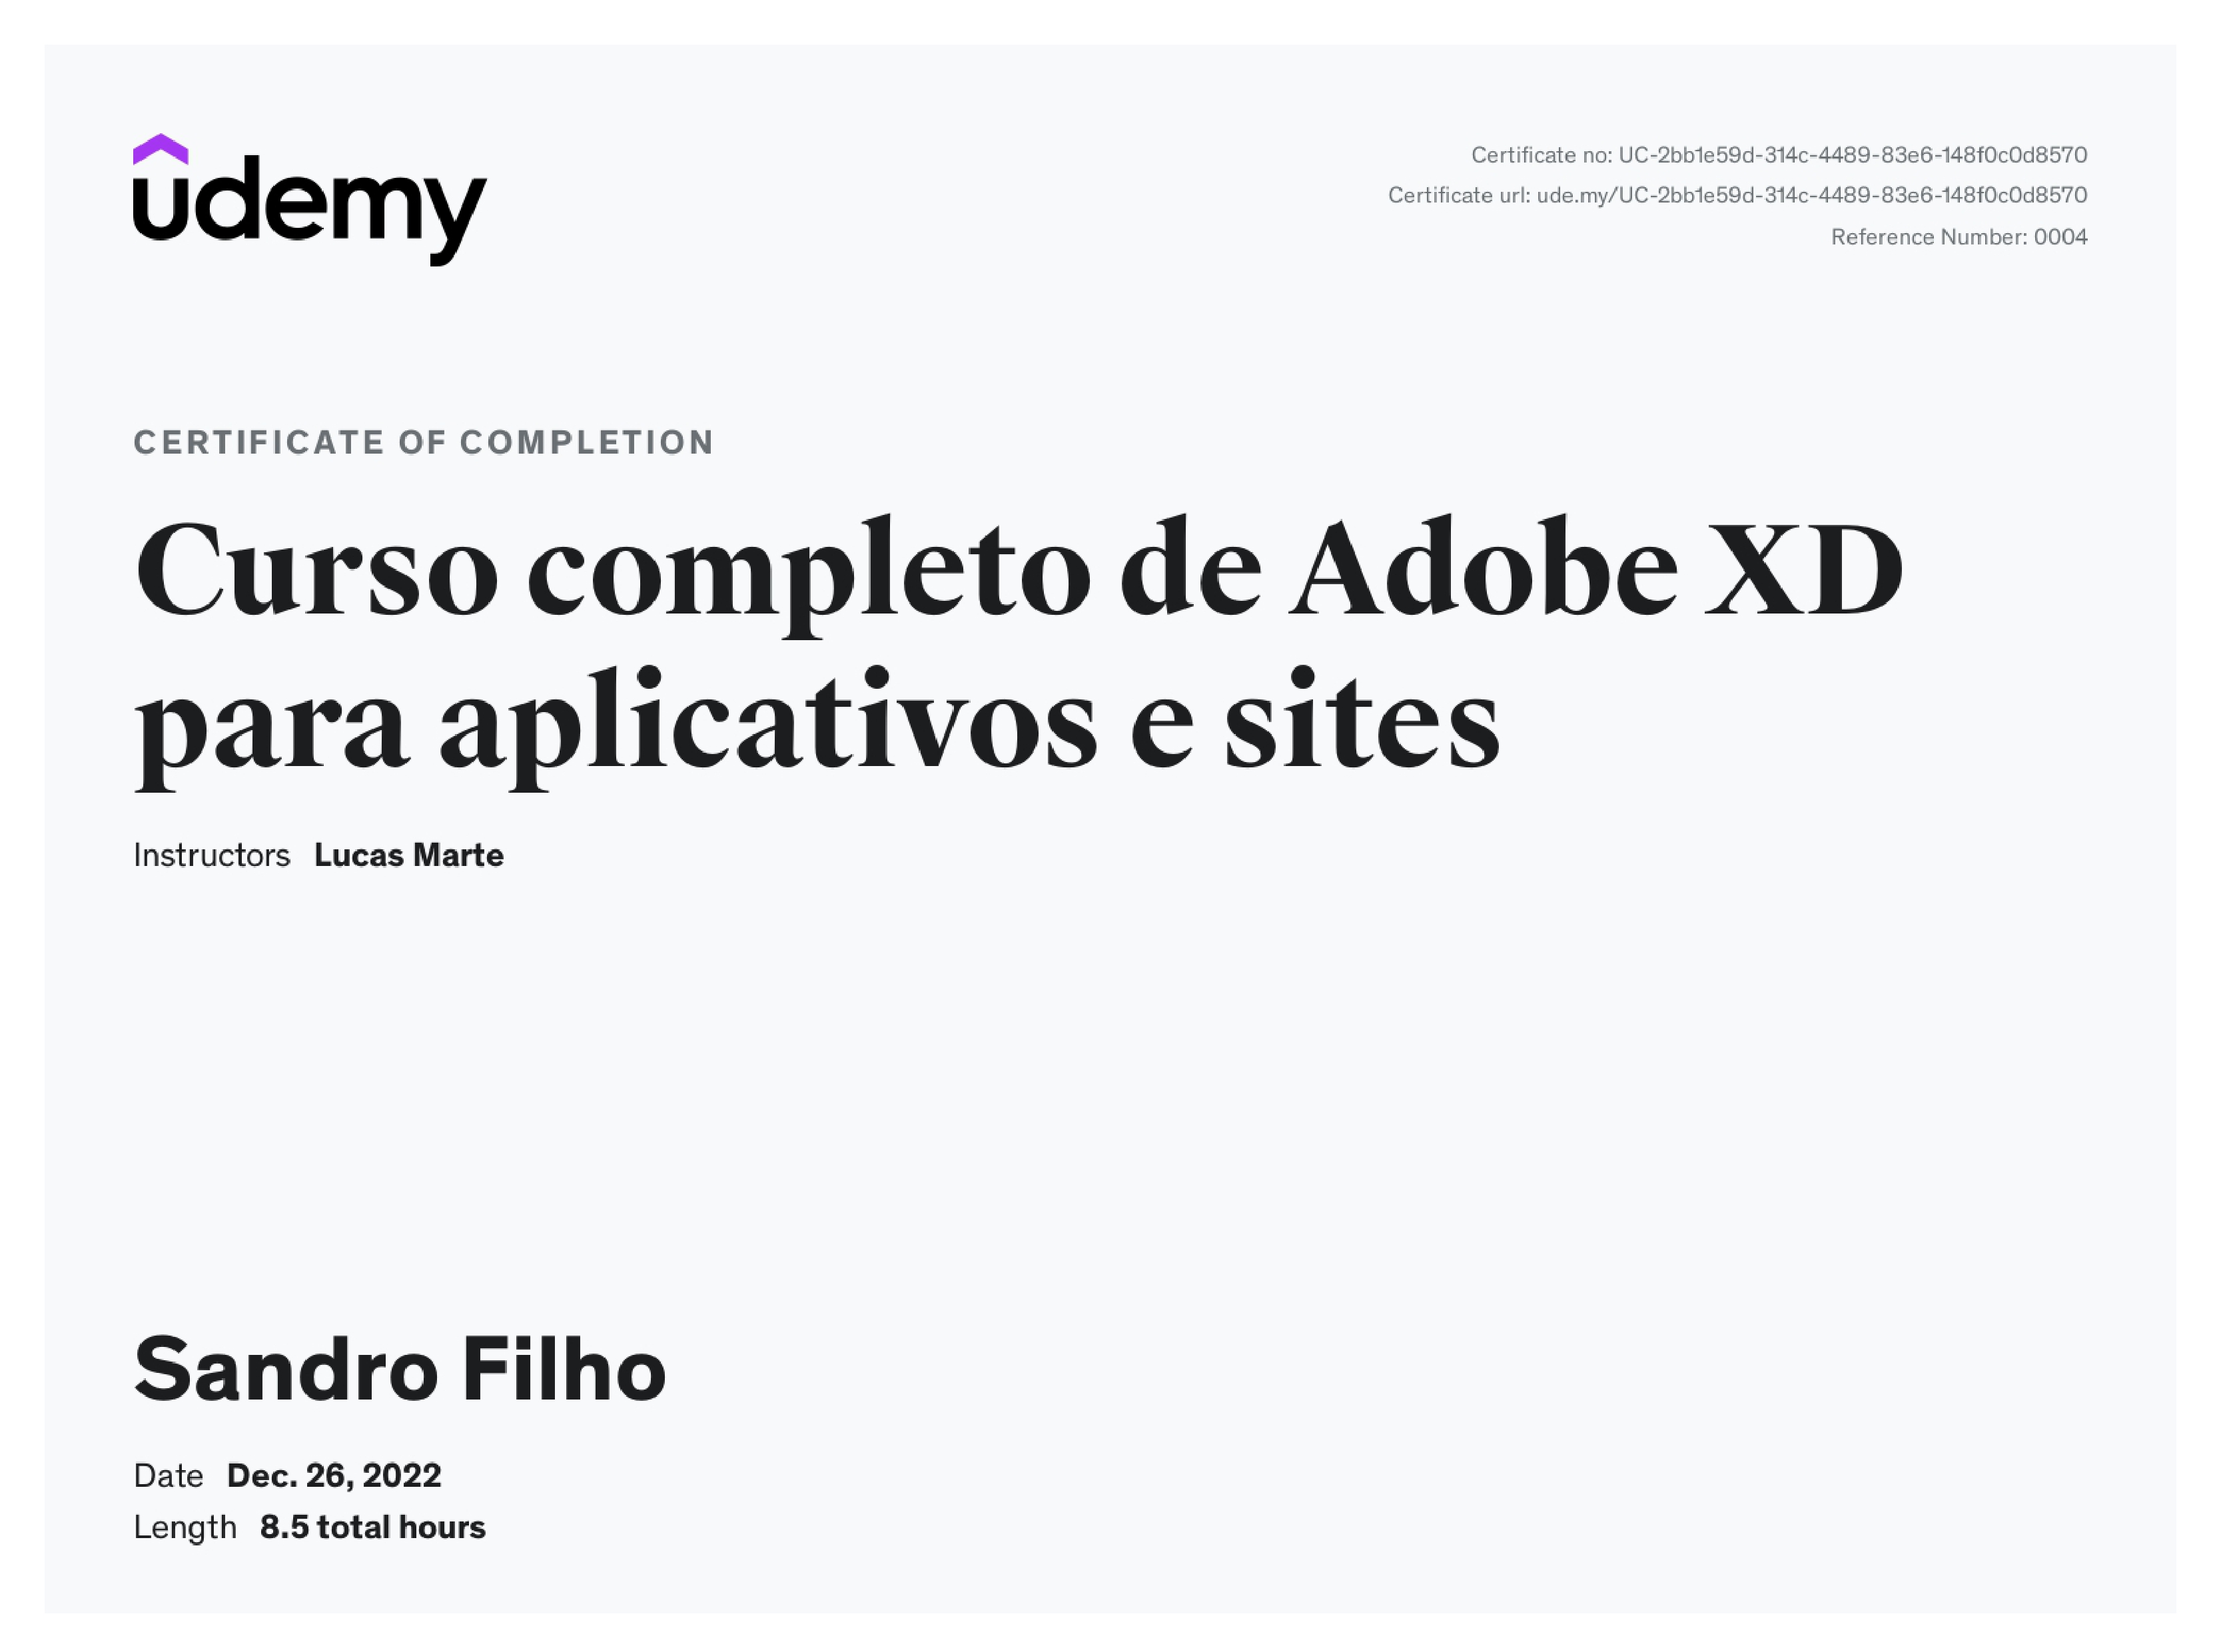 udemy
Certificate no: UC-2bb1e59d-314c-4489-83e6-148f0c0d8570
Certificate url: ude.my/UC-2bb1e59d-314c-4489-83e6-148f0c0d8570
Reference Number: 0004
CERTIFICATE OF COMPLETION
Curso completo de Adobe XD
para aplicativos e sites
Instructors Lucas Marte
Sandro Filho
Date Dec. 26, 2022
Length 8.5 total hours